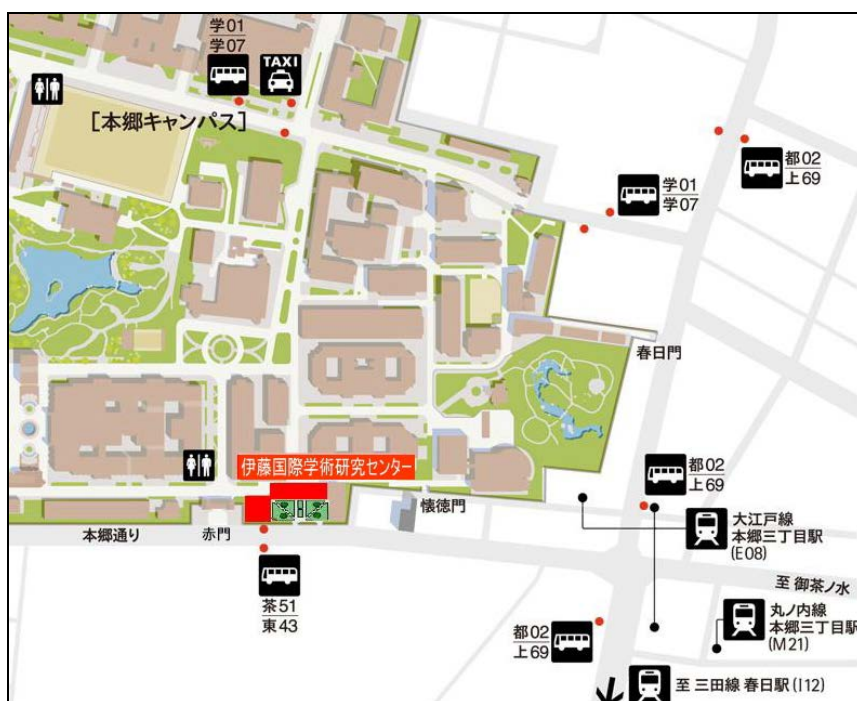 学01
学07
TAXI
[本郷キャンパス]
都02
上69
学01
学07
春日門
伊藤国際学術研究センター
都02
上69
懐徳門
大江戸線
本郷三丁目駅
(E08)
本郷通り
赤門
至 御茶ノ水
茶51
東43
丸ノ内線
本郷三丁目駅
(M21)
都02
上69
至 三田線 春日駅(I12)